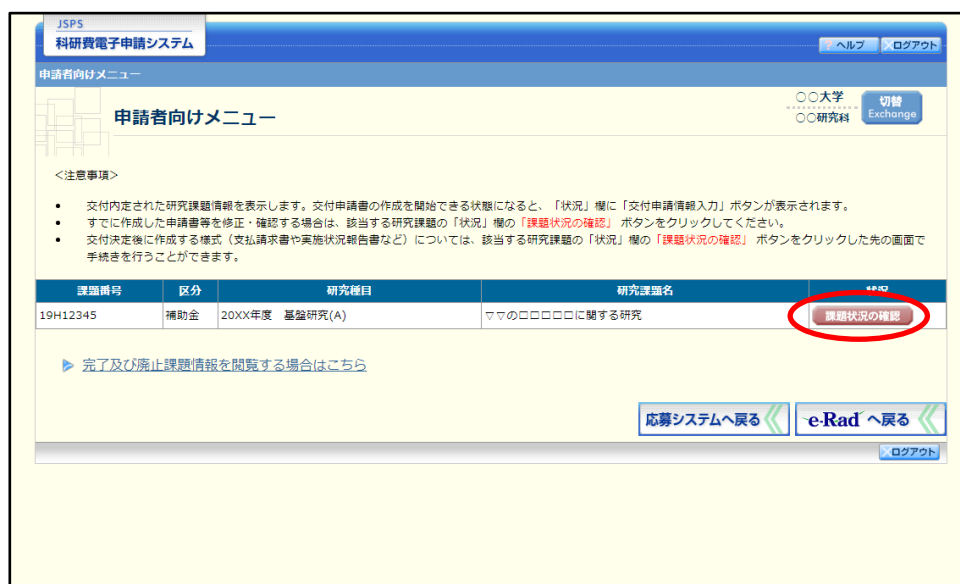 JSPS
科研費電子申請システム
? ヘルプ
×ログアウト
申請者向けメニュー
申請者向けメニュー
○○大学
○○研究科
切替
Exchange
<注意事項>
• 交付内定された研究課題情報を表示します。交付申請書の作成を開始できる状態になると、「状況」欄に「交付申請情報入力」ボタンが表示されます。
• すでに作成した申請書等を修正・確認する場合は、該当する研究課題の「状況」欄の「課題状況の確認」 ボタンをクリックしてください。
• 交付決定後に作成する様式（支払請求書や実施状況報告書など）については、該当する研究課題の「状況」欄の「課題状況の確認」 ボタンをクリックした先の画面で
手続きを行うことができます。
課題番号 区分 研究種目 研究課題名 状況
19H12345 補助金 20XX年度 基盤研究(A) ▽▽の□□□□□に関する研究 課題状況の確認
完了及び廃止課題情報を閲覧する場合はこちら
応募システムへ戻る
e-Rad へ戻る
×ログアウト